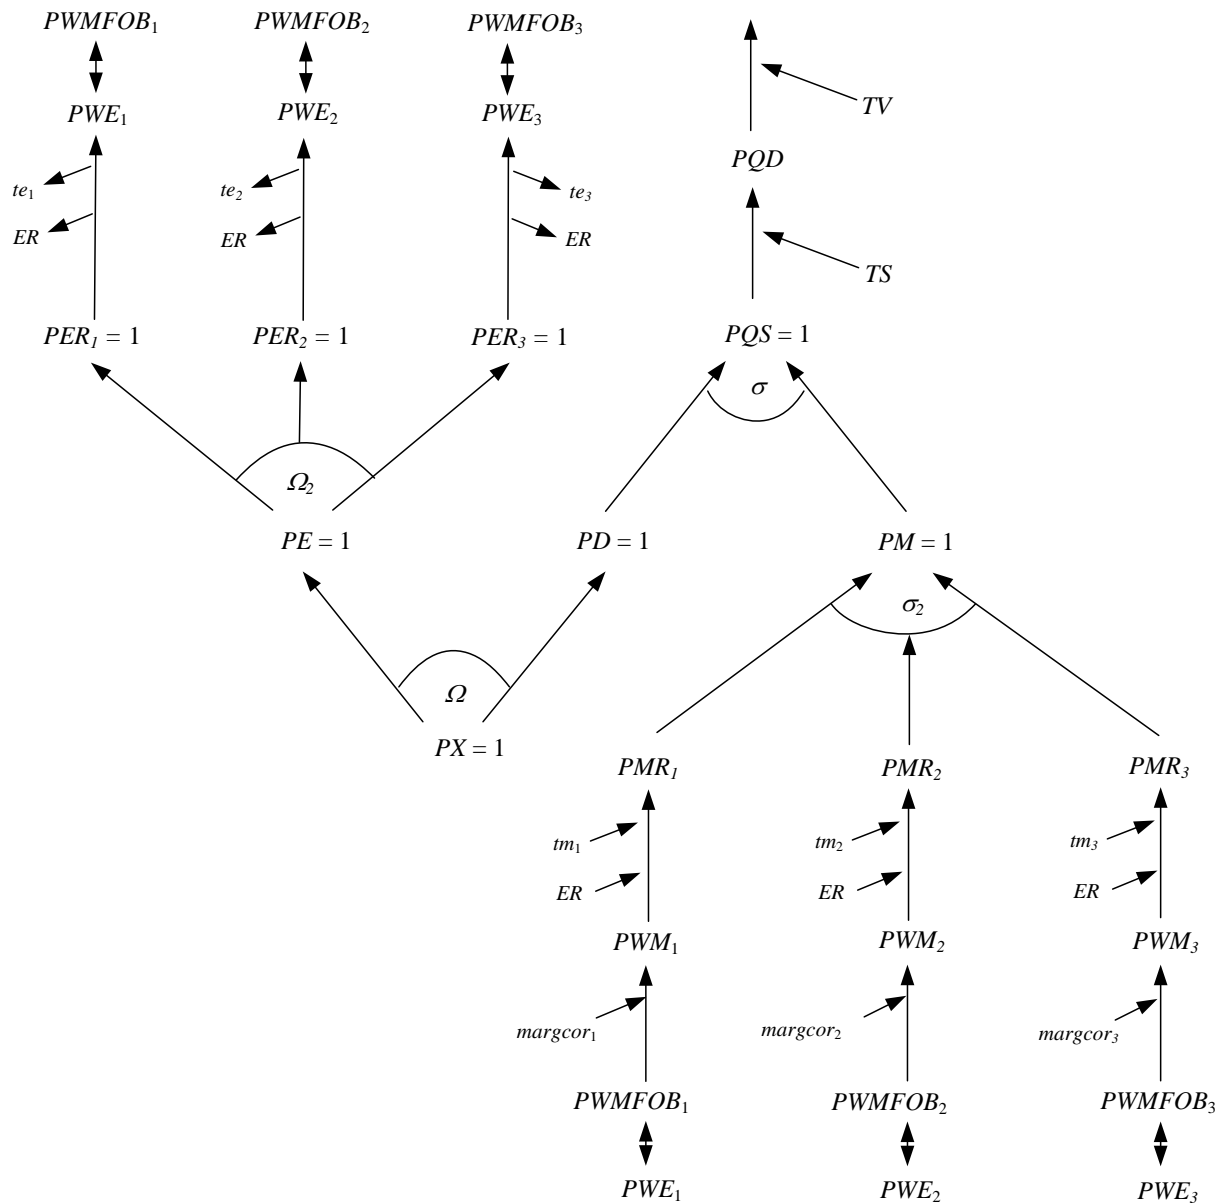 PWMFOB₁ PWMFOB₂ PWMFOB₃
PWE₁ PWE₂ PWE₃ TV
PQD
te₁ te₂ te₃
ER ER ER
TS
PER₁ = 1 PER₂ = 1 PER₃ = 1 PQS = 1
σ
Ω₂
PE = 1 PD = 1 PM = 1
σ₂
Ω
PX = 1
PMR₁ PMR₂ PMR₃
tm₁ tm₂ tm₃
ER ER ER
PWM₁ PWM₂ PWM₃
margcor₁ margcor₂ margcor₃
PWMFOB₁ PWMFOB₂ PWMFOB₃
PWE₁ PWE₂ PWE₃